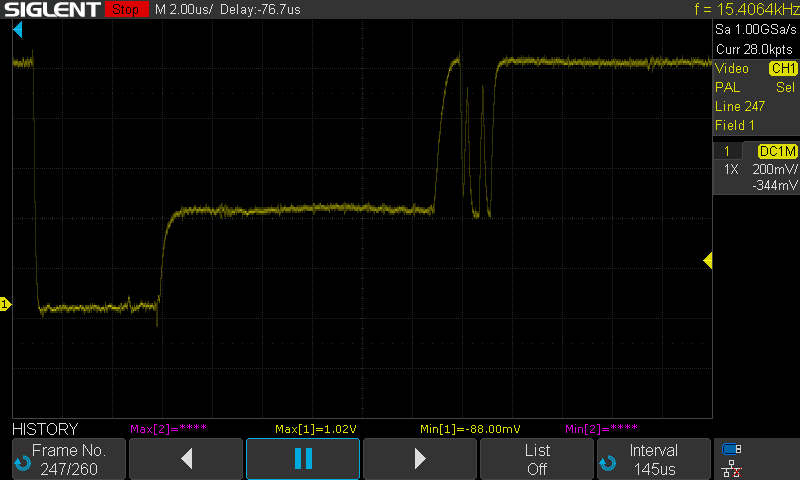 SIGLENT Stop M 2.00us/ Delay:-76.7us f = 15.4064kHz
Sa 1.00GSa/s
Curr 28.0kpts
Video CH1
PAL Sel
Line 247
Field 1
1 DC1M
1X 200mV/
-344mV
1
HISTORY Max[2]=**** Max[1]=1.02V Min[1]=-88.00mV Min[2]=****
Frame No.
247/260
List
Off
Interval
145us